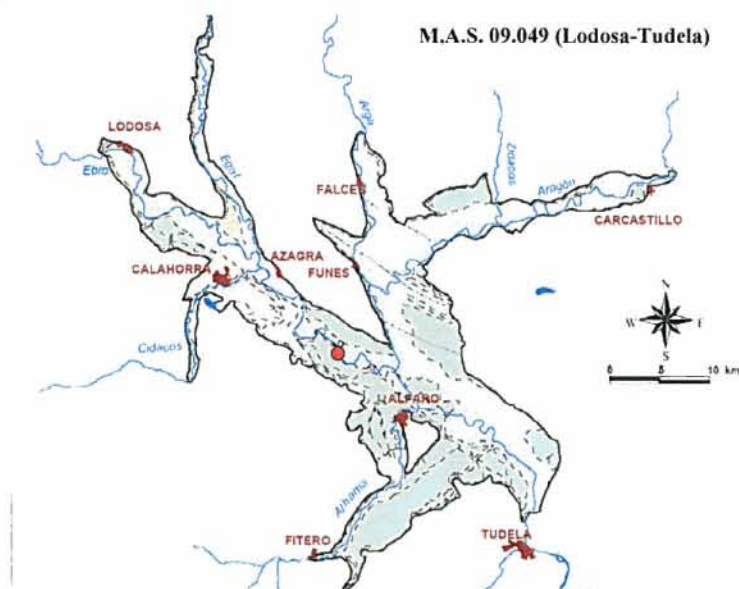 M.A.S. 09.049 (Lodosa-Tudela)
LODOSA
Ebro
Ega
Arga
Zidacos
Aragón
FALCES
CARCASTILLO
CALAHORRA
AZAGRA
FUNES
Cidacos
N
W
S
0 5 10 km
ALFARO
Alhama
FITERO
TUDELA